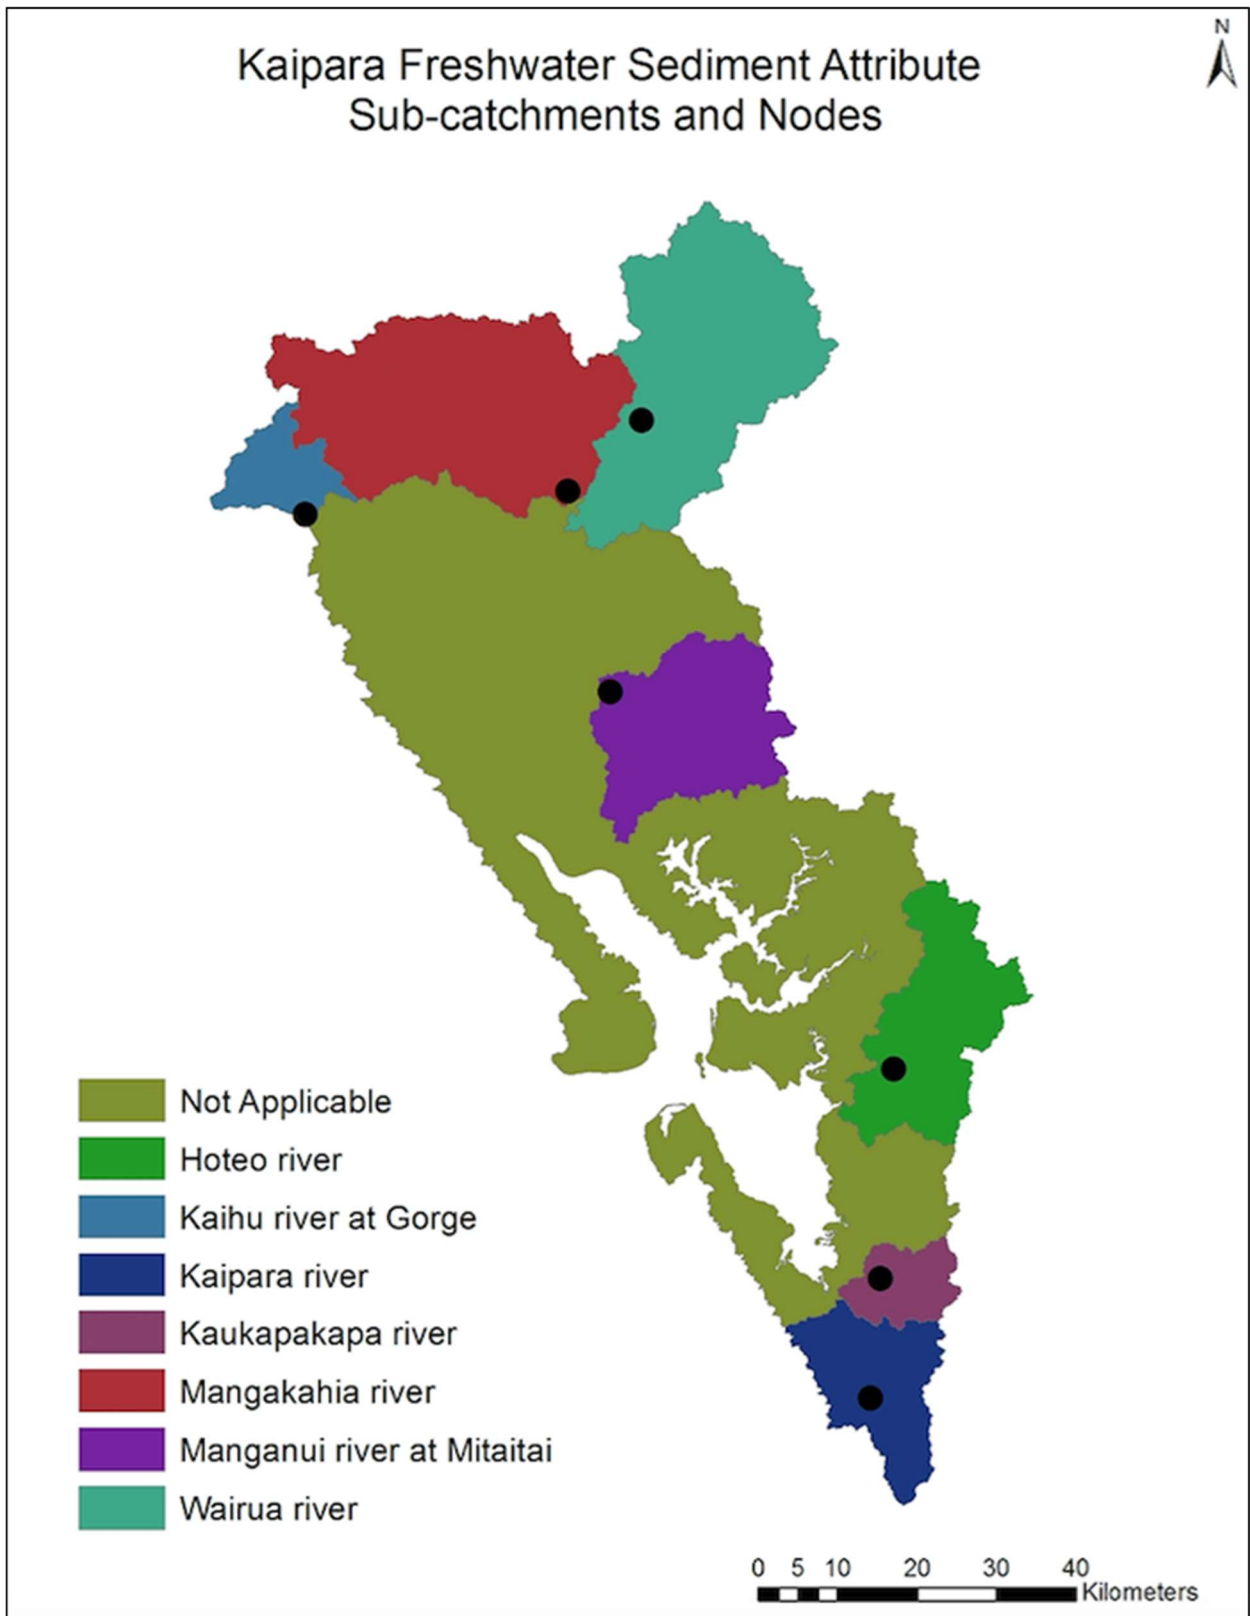 N
Kaipara Freshwater Sediment Attribute
Sub-catchments and Nodes
Not Applicable
Hoteo river
Kaihu river at Gorge
Kaipara river
Kaukapakapa river
Mangakahia river
Manganui river at Mitaitai
Wairua river
0 5 10 20 30 40
Kilometers